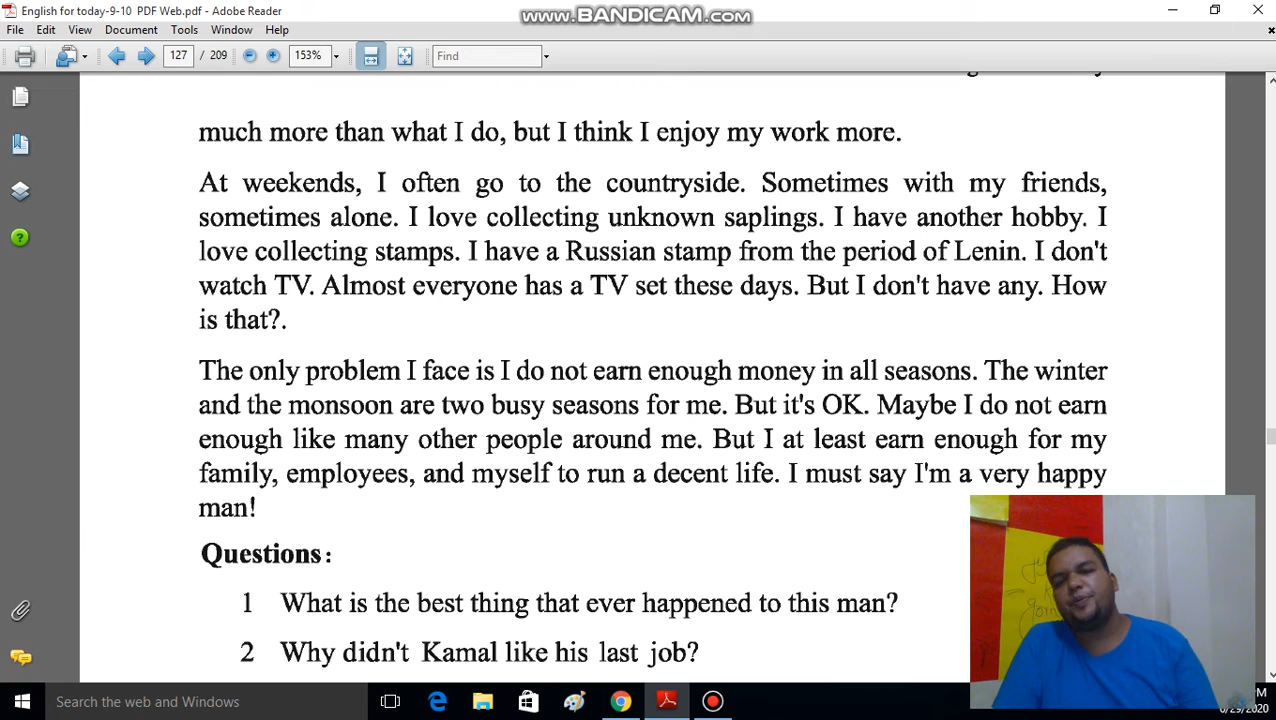 English for today-9-10 PDF Web.pdf - Adobe Reader
www.BANDICAM.com
File Edit View Document Tools Window Help
127 / 209 153% Find
much more than what I do, but I think I enjoy my work more.
At weekends, I often go to the countryside. Sometimes with my friends,
sometimes alone. I love collecting unknown saplings. I have another hobby. I
love collecting stamps. I have a Russian stamp from the period of Lenin. I don't
watch TV. Almost everyone has a TV set these days. But I don't have any. How
is that?.
The only problem I face is I do not earn enough money in all seasons. The winter
and the monsoon are two busy seasons for me. But it's OK. Maybe I do not earn
enough like many other people around me. But I at least earn enough for my
family, employees, and myself to run a decent life. I must say I'm a very happy
man!
Questions:
1 What is the best thing that ever happened to this man?
2 Why didn't Kamal like his last job?
Search the web and Windows